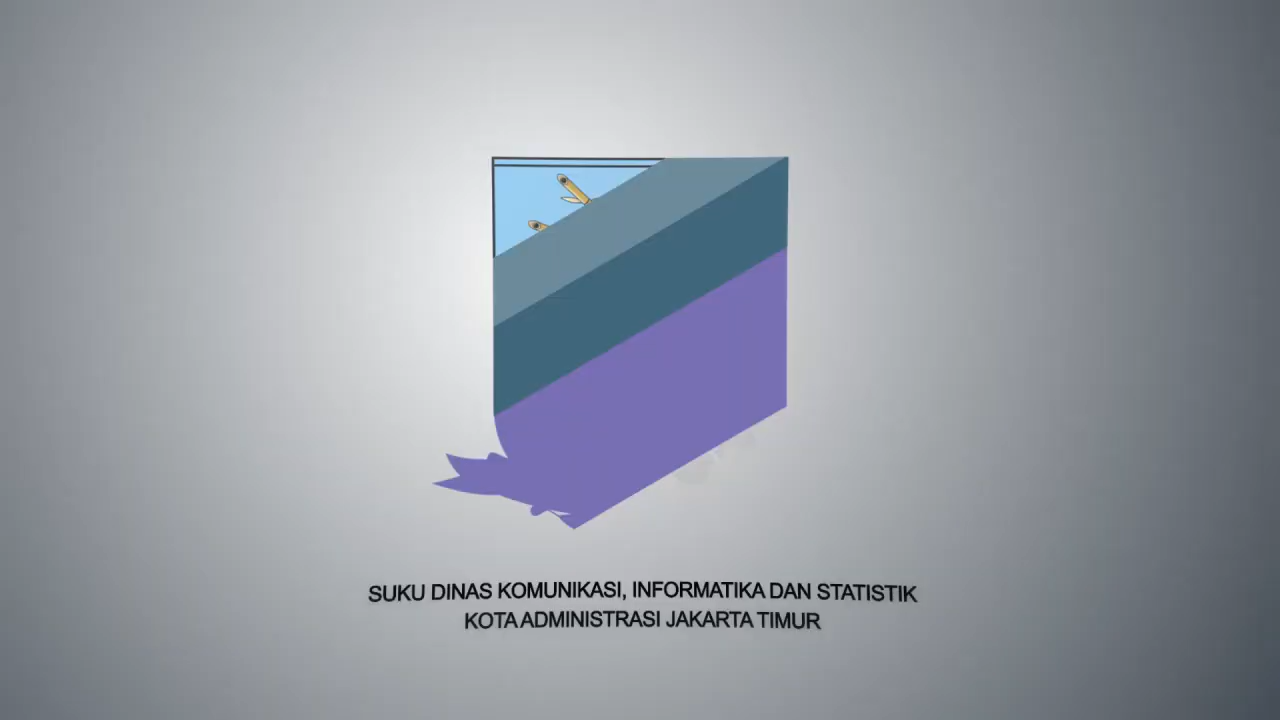 SUKU DINAS KOMUNIKASI, INFORMATIKA DAN STATISTIK
KOTA ADMINISTRASI JAKARTA TIMUR